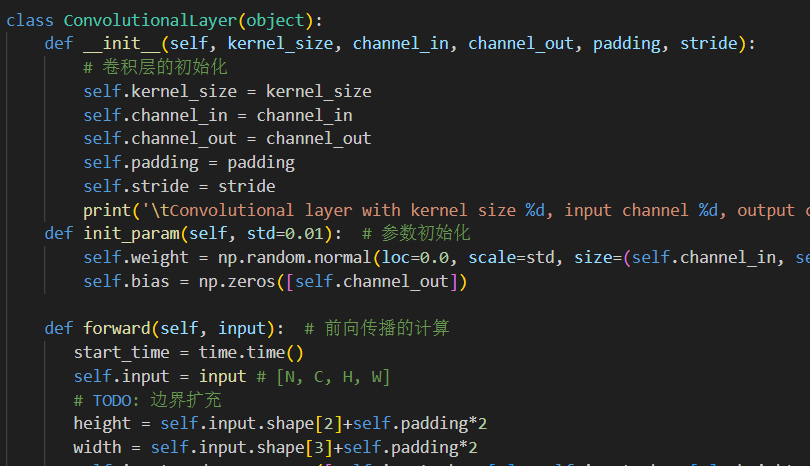 class ConvolutionalLayer(object):
    def __init__(self, kernel_size, channel_in, channel_out, padding, stride):
        # 卷积层的初始化
        self.kernel_size = kernel_size
        self.channel_in = channel_in
        self.channel_out = channel_out
        self.padding = padding
        self.stride = stride
        print('\tConvolutional layer with kernel size %d, input channel %d, output
    def init_param(self, std=0.01):  # 参数初始化
        self.weight = np.random.normal(loc=0.0, scale=std, size=(self.channel_in,
        self.bias = np.zeros([self.channel_out])
    def forward(self, input):  # 前向传播的计算
       start_time = time.time()
       self.input = input # [N, C, H, W]
       # TODO: 边界扩充
       height = self.input.shape[2]+self.padding*2
       width = self.input.shape[3]+self.padding*2